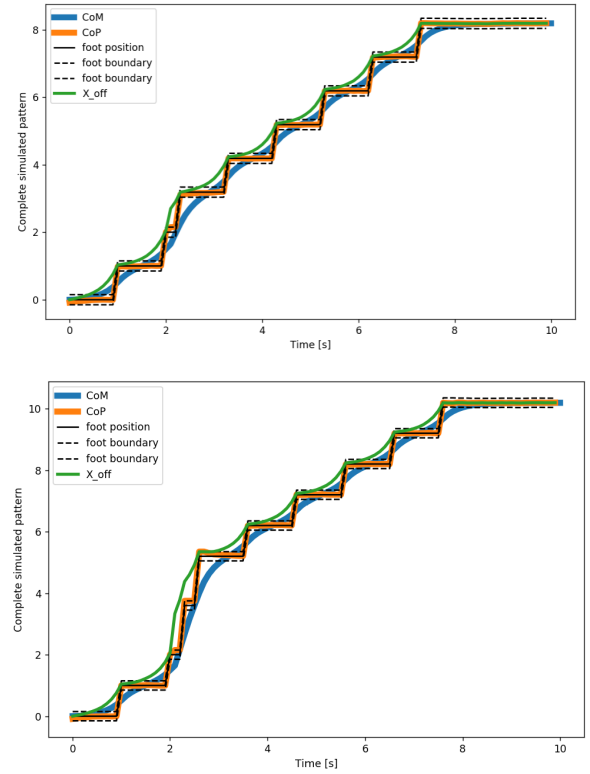 CoM
CoP
foot position
foot boundary
foot boundary
X_off
Complete simulated pattern
8
6
4
2
0
0 2 4 6 8 10
Time [s]
CoM
CoP
foot position
foot boundary
foot boundary
X_off
Complete simulated pattern
10
8
6
4
2
0
0 2 4 6 8 10
Time [s]